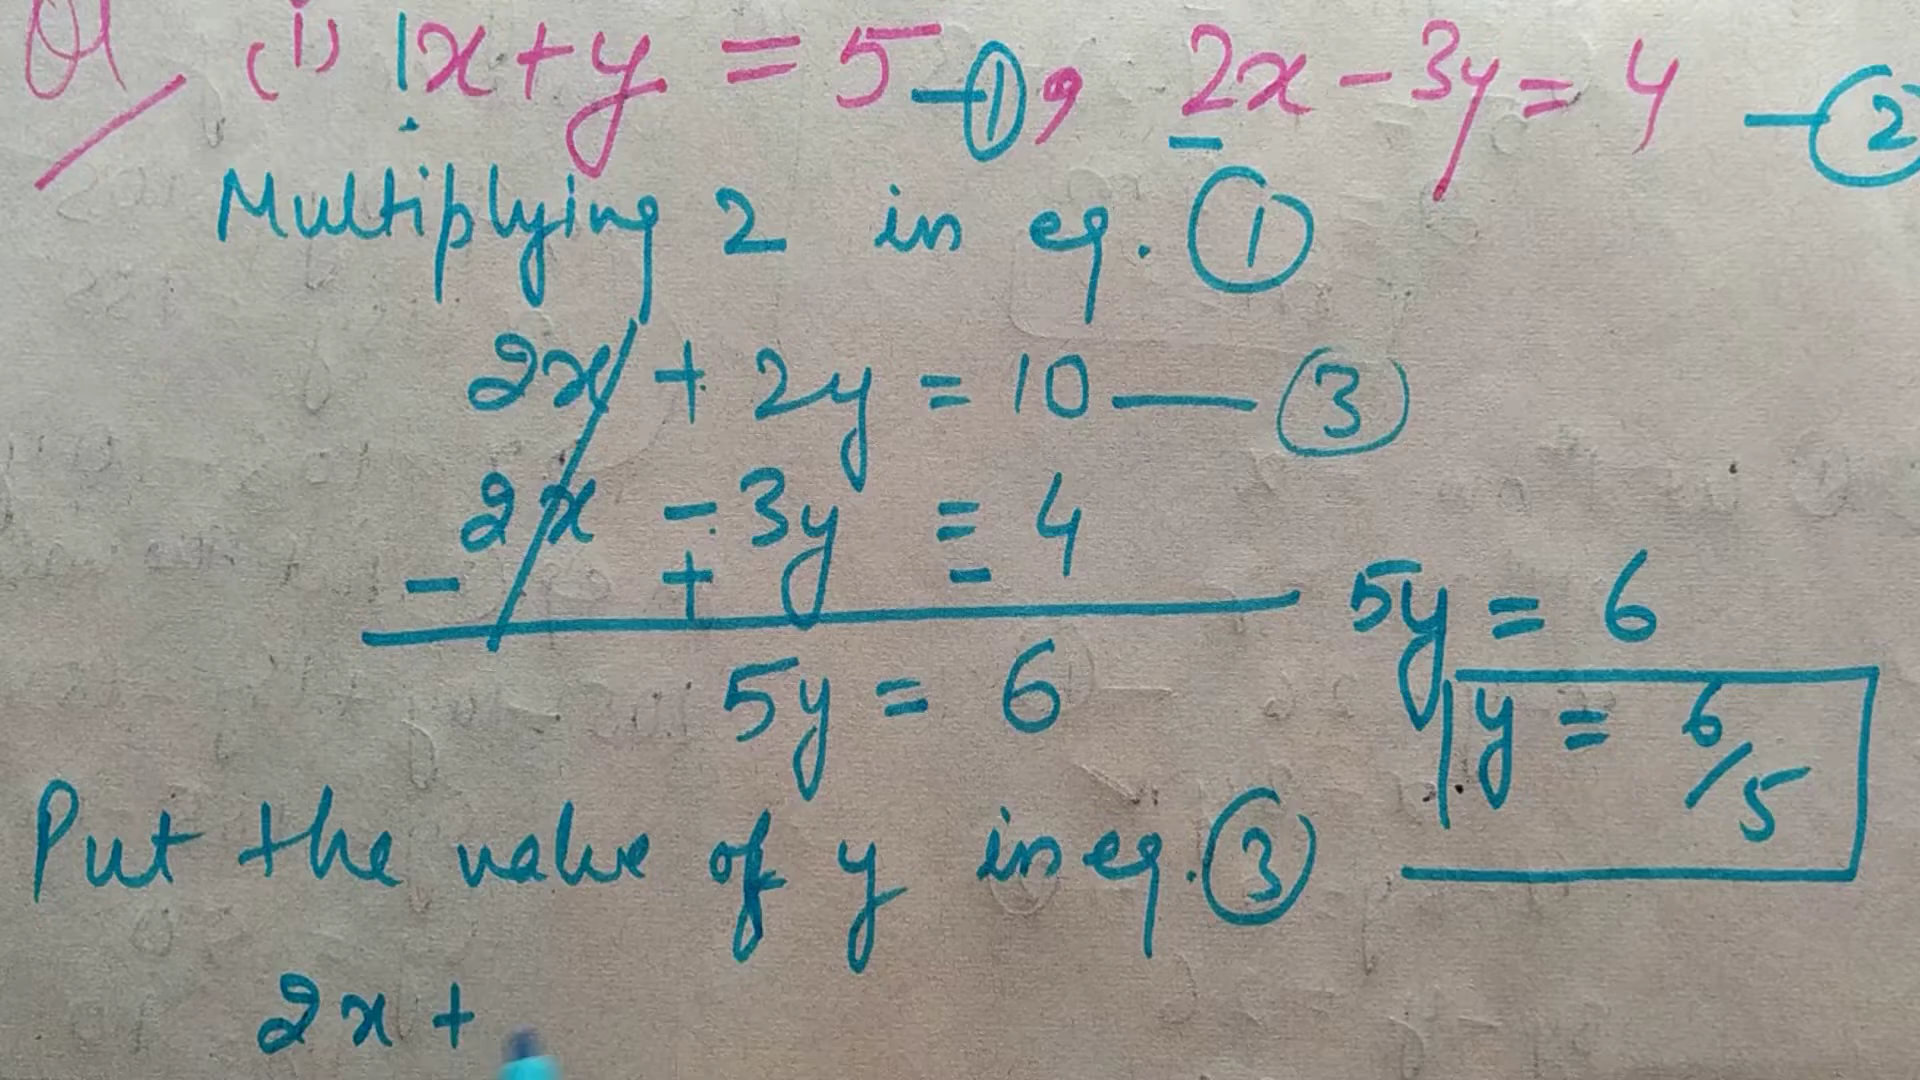 Q1 (i) 1x + y = 5 — ①, 2x - 3y = 4 — ②
Multiplying 2 in eq. ①
2x + 2y = 10 — ③
2x - 3y = 4
- + -
5y = 6
5y = 6
y = 6/5
Put the value of y in eq. ③
2x +